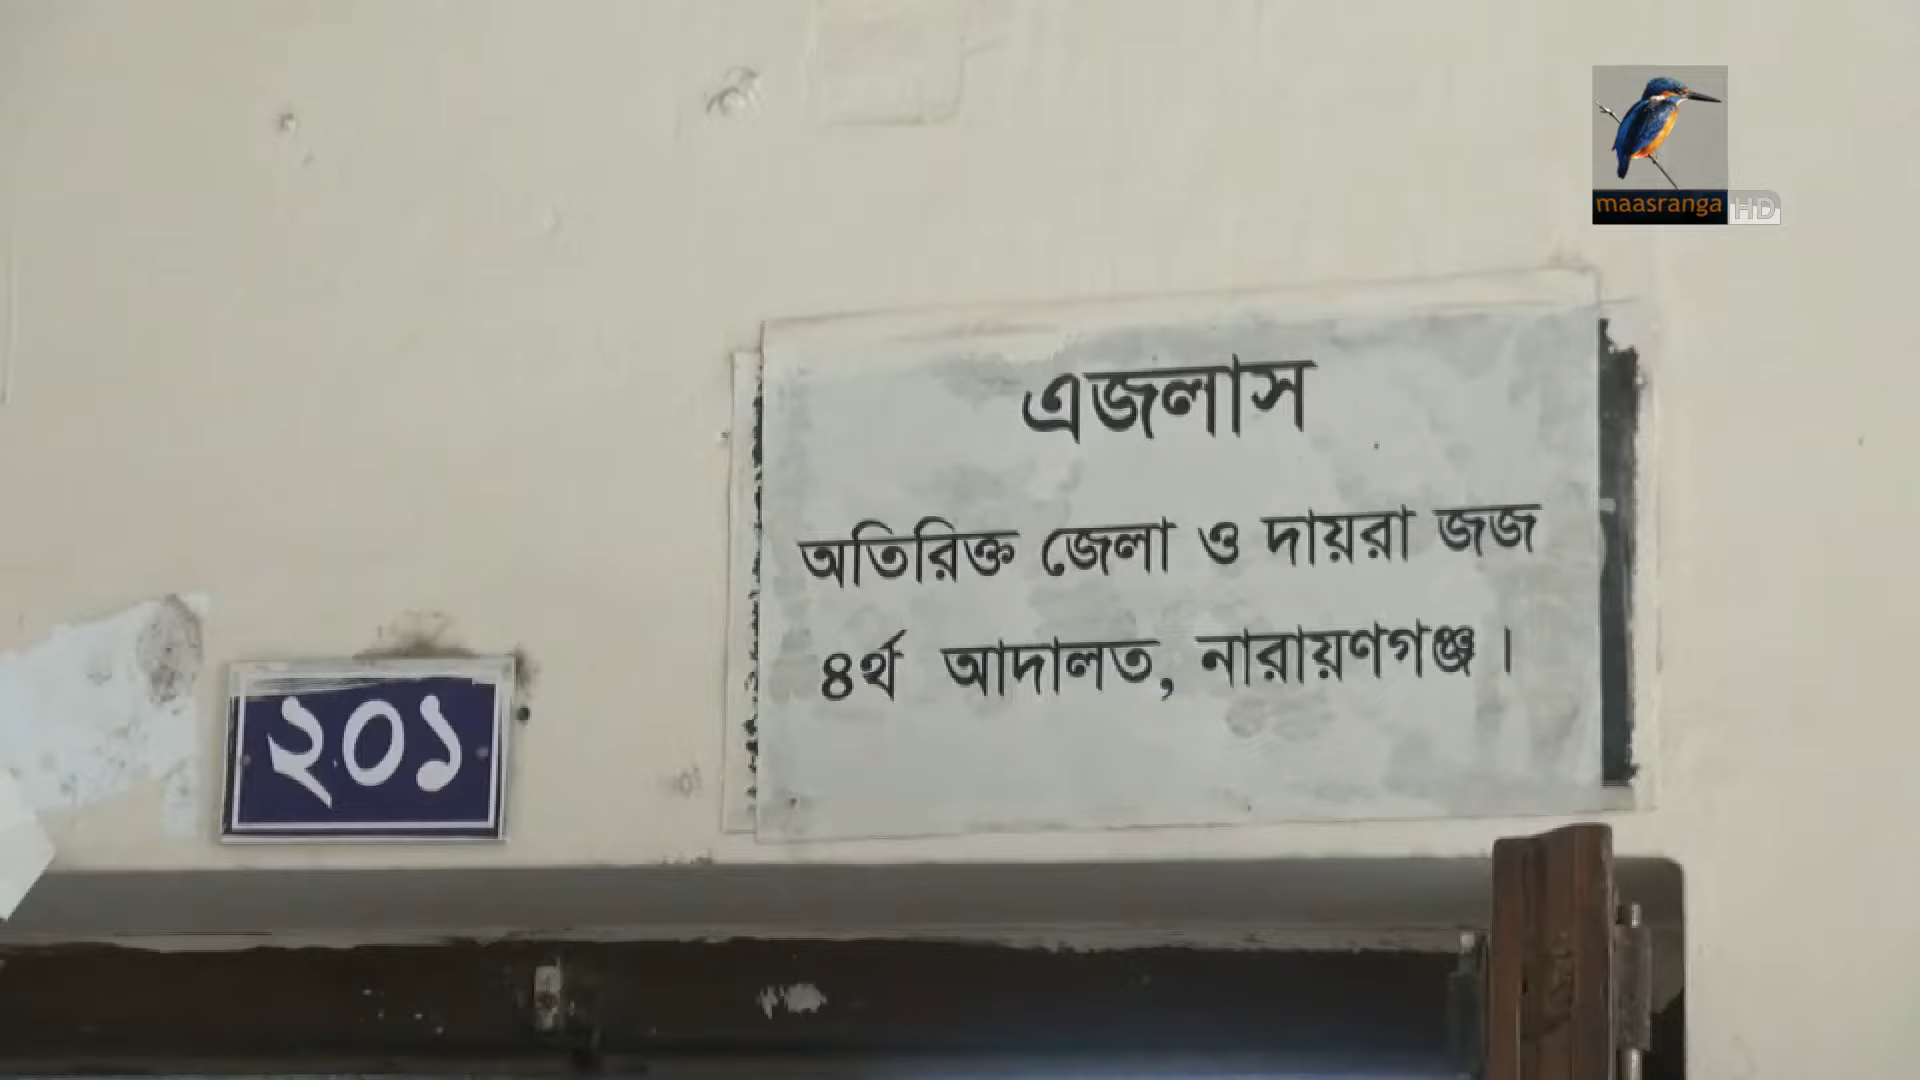 maasranga HD
এজলাস
অতিরিক্ত জেলা ও দায়রা জজ
৪র্থ আদালত, নারায়ণগঞ্জ।
২০১